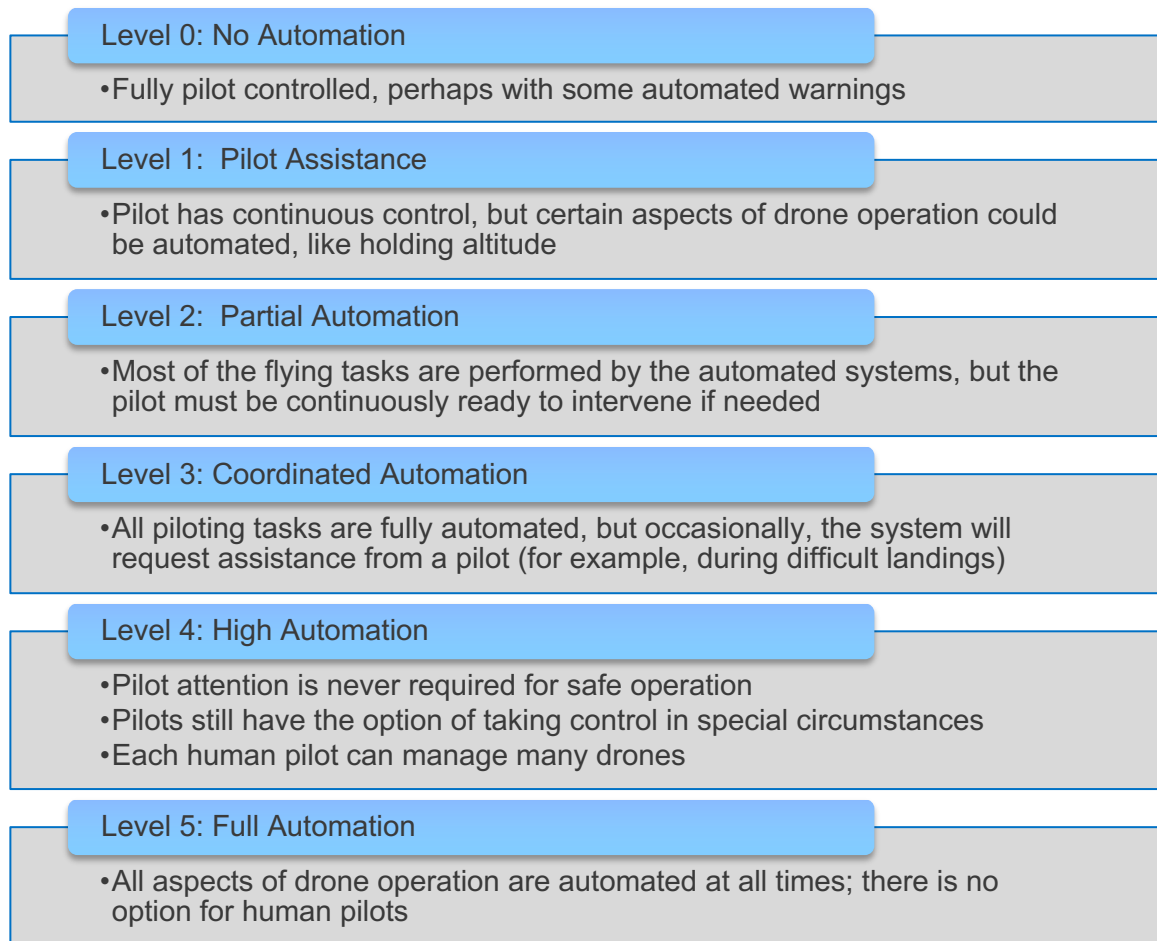 Level 0: No Automation
•Fully pilot controlled, perhaps with some automated warnings
Level 1:  Pilot Assistance
•Pilot has continuous control, but certain aspects of drone operation could
be automated, like holding altitude
Level 2:  Partial Automation
•Most of the flying tasks are performed by the automated systems, but the
pilot must be continuously ready to intervene if needed
Level 3: Coordinated Automation
•All piloting tasks are fully automated, but occasionally, the system will
request assistance from a pilot (for example, during difficult landings)
Level 4: High Automation
•Pilot attention is never required for safe operation
•Pilots still have the option of taking control in special circumstances
•Each human pilot can manage many drones
Level 5: Full Automation
•All aspects of drone operation are automated at all times; there is no
option for human pilots